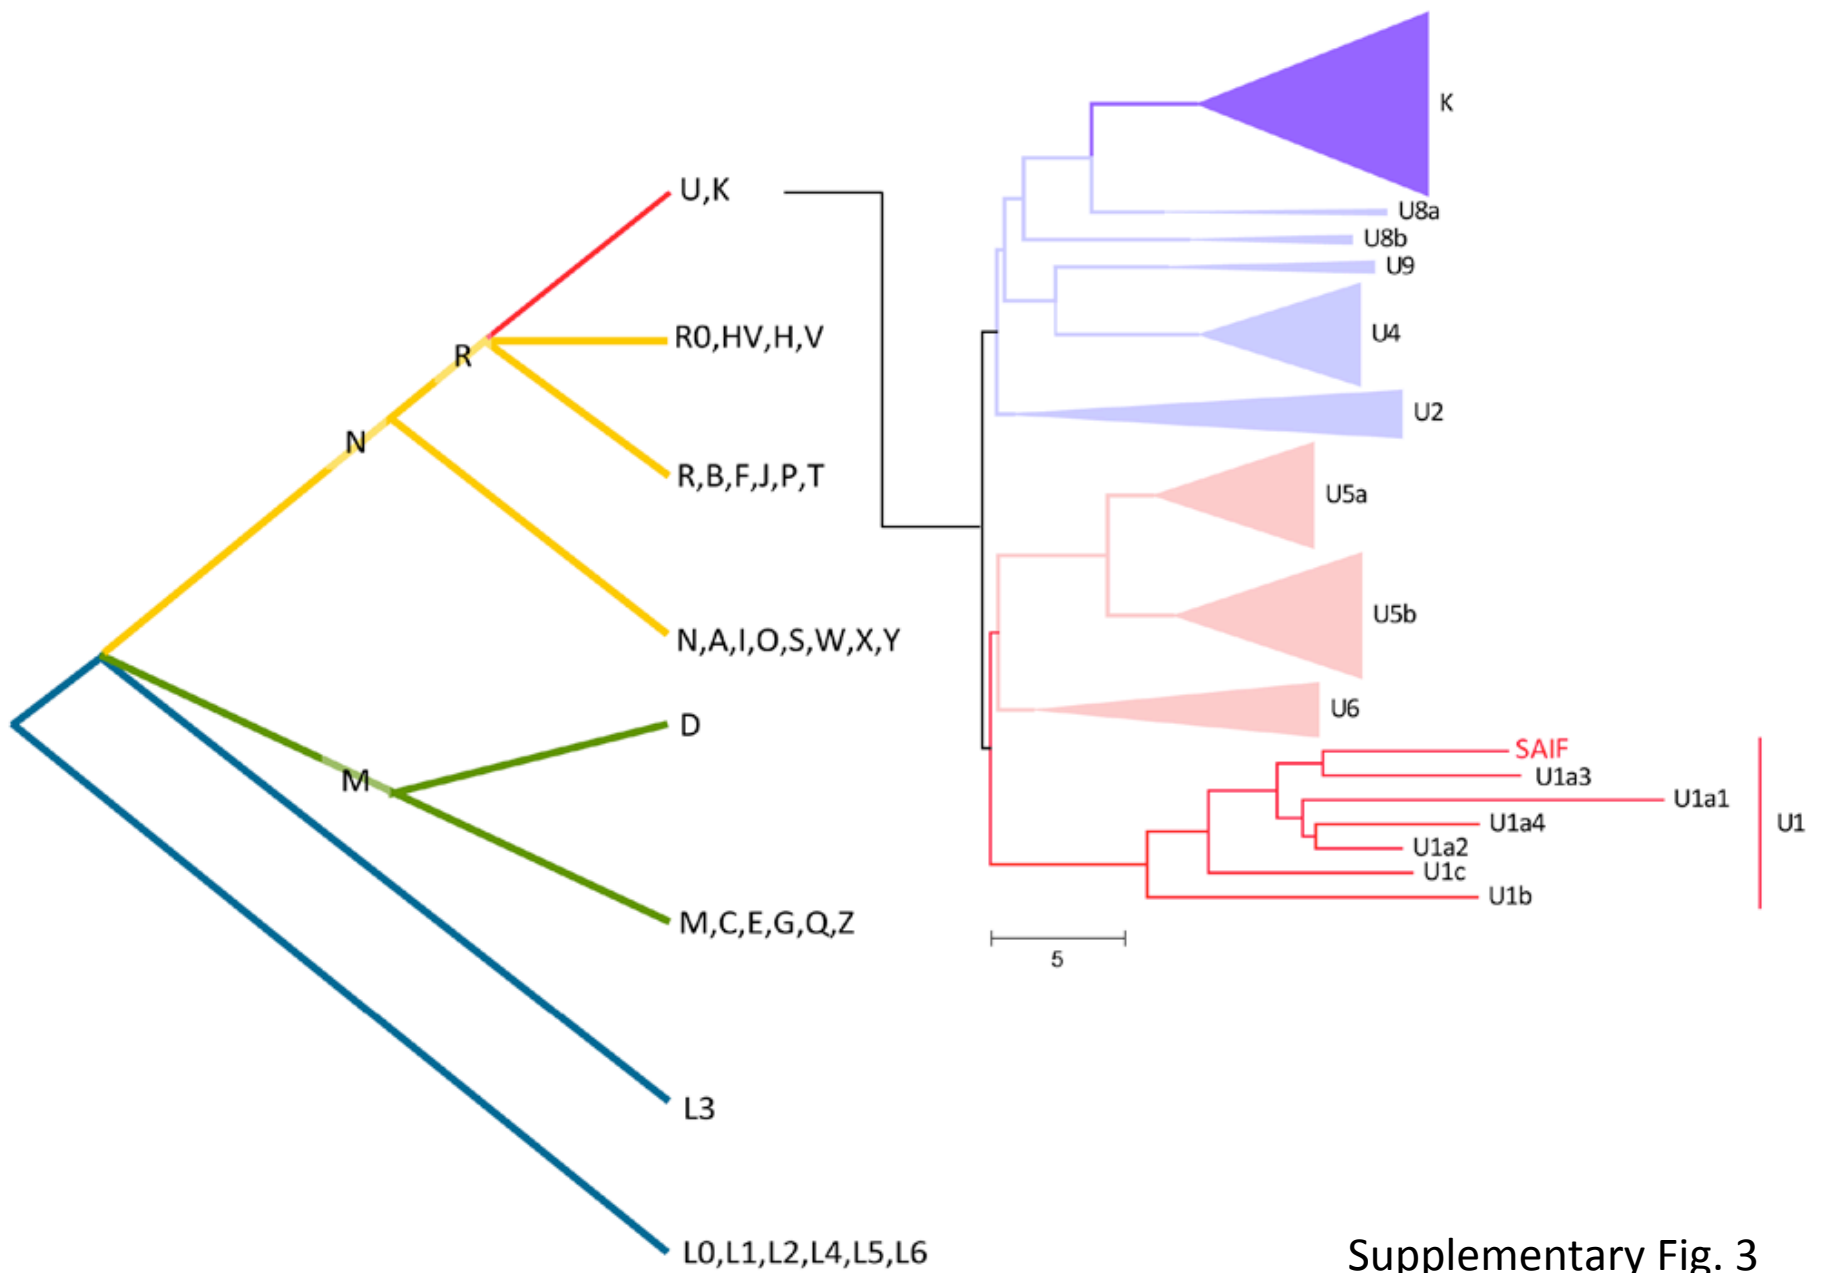 K
U,K
U8a
U8b
U9
R0,HV,H,V
U4
R
U2
N
R,B,F,J,P,T
U5a
U5b
N,A,I,O,S,W,X,Y
U6
D
SAIF
M
U1a3
U1a1
U1a4
U1
U1a2
U1c
U1b
M,C,E,G,Q,Z
5
L3
L0,L1,L2,L4,L5,L6
Supplementary Fig. 3